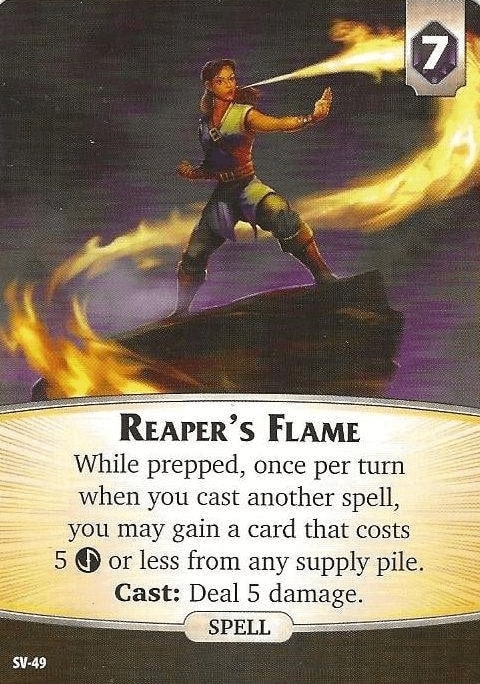 7
REAPER'S FLAME
While prepped, once per turn
when you cast another spell,
you may gain a card that costs
5 or less from any supply pile.
Cast: Deal 5 damage.
SPELL
SV-49